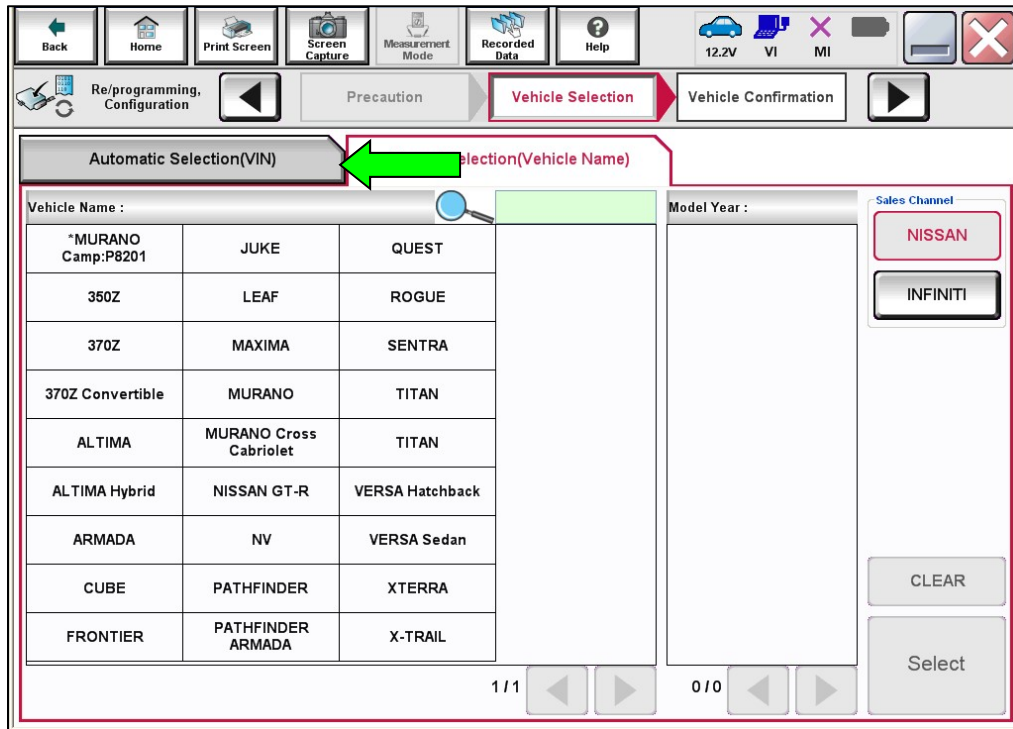 Back
Home
Print Screen
Screen
Capture
Measurement
Mode
Recorded
Data
Help
12.2V
VI
MI
Re/programming,
Configuration
Precaution
Vehicle Selection
Vehicle Confirmation
Automatic Selection(VIN)
election(Vehicle Name)
Vehicle Name :
Model Year :
Sales Channel
*MURANO
Camp:P8201
JUKE
QUEST
NISSAN
350Z
LEAF
ROGUE
INFINITI
370Z
MAXIMA
SENTRA
370Z Convertible
MURANO
TITAN
ALTIMA
MURANO Cross
Cabriolet
TITAN
ALTIMA Hybrid
NISSAN GT-R
VERSA Hatchback
ARMADA
NV
VERSA Sedan
CUBE
PATHFINDER
XTERRA
CLEAR
FRONTIER
PATHFINDER
ARMADA
X-TRAIL
Select
1/1
0/0